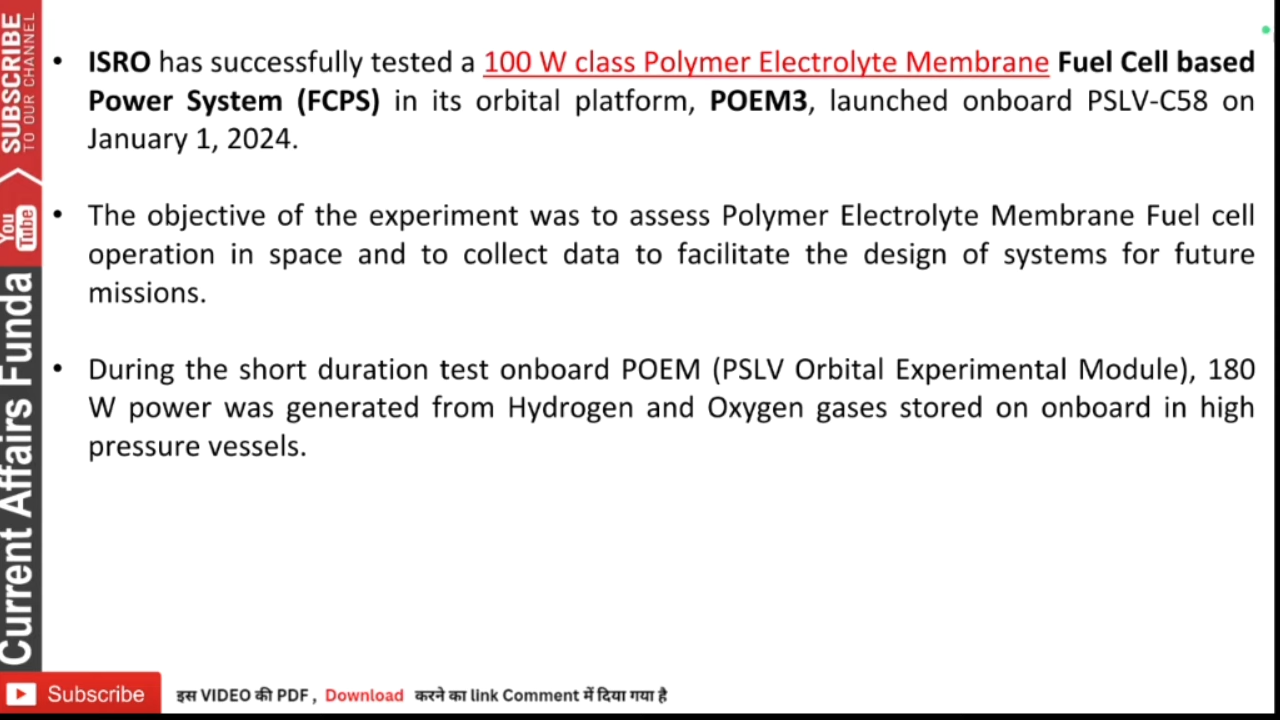 • ISRO has successfully tested a 100 W class Polymer Electrolyte Membrane Fuel Cell based
Power System (FCPS) in its orbital platform, POEM3, launched onboard PSLV-C58 on
January 1, 2024.
• The objective of the experiment was to assess Polymer Electrolyte Membrane Fuel cell
operation in space and to collect data to facilitate the design of systems for future
missions.
• During the short duration test onboard POEM (PSLV Orbital Experimental Module), 180
W power was generated from Hydrogen and Oxygen gases stored on onboard in high
pressure vessels.
SUBSCRIBE
TO OUR CHANNEL
You
Tube
Current Affairs Funda
Subscribe
इस VIDEO की PDF , Download करने का link Comment में दिया गया है